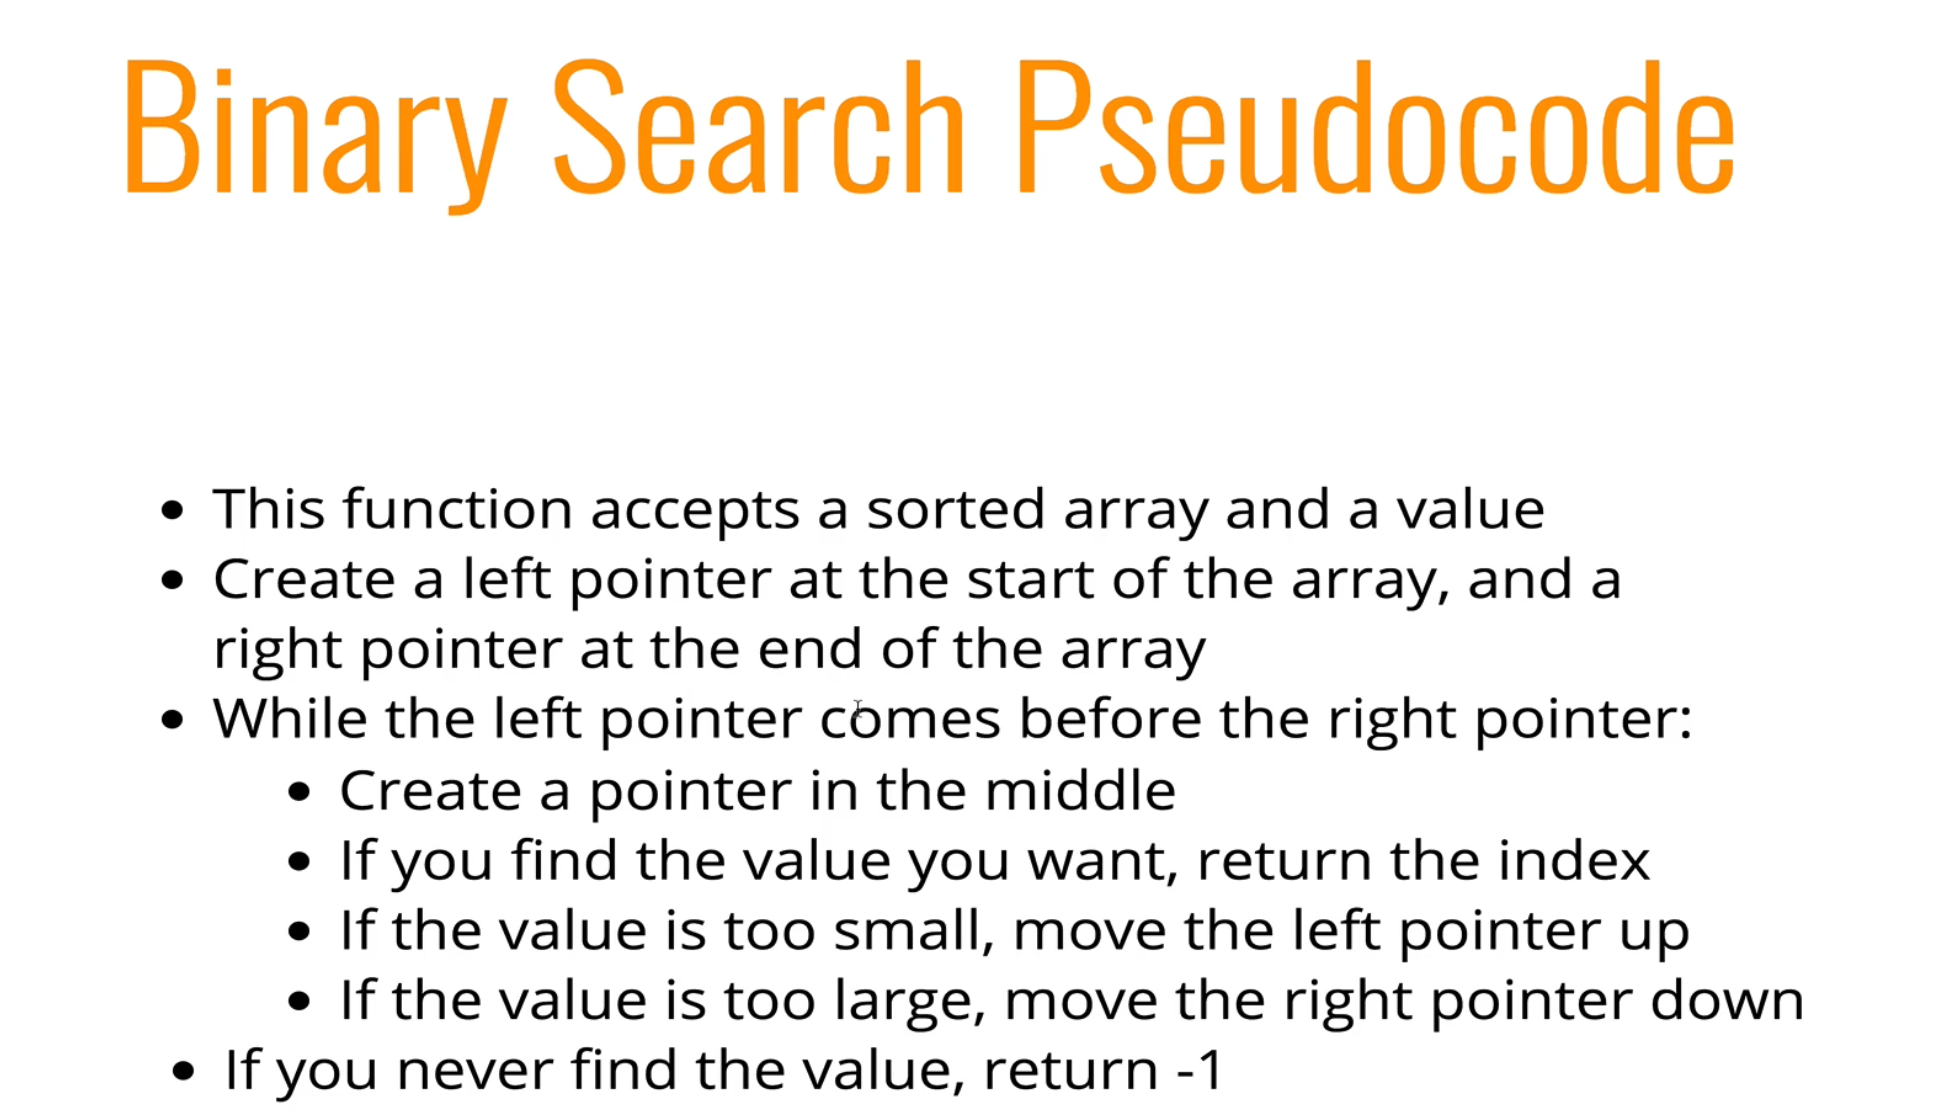 Binary Search Pseudocode
• This function accepts a sorted array and a value
• Create a left pointer at the start of the array, and a
right pointer at the end of the array
• While the left pointer comes before the right pointer:
• Create a pointer in the middle
• If you find the value you want, return the index
• If the value is too small, move the left pointer up
• If the value is too large, move the right pointer down
• If you never find the value, return -1